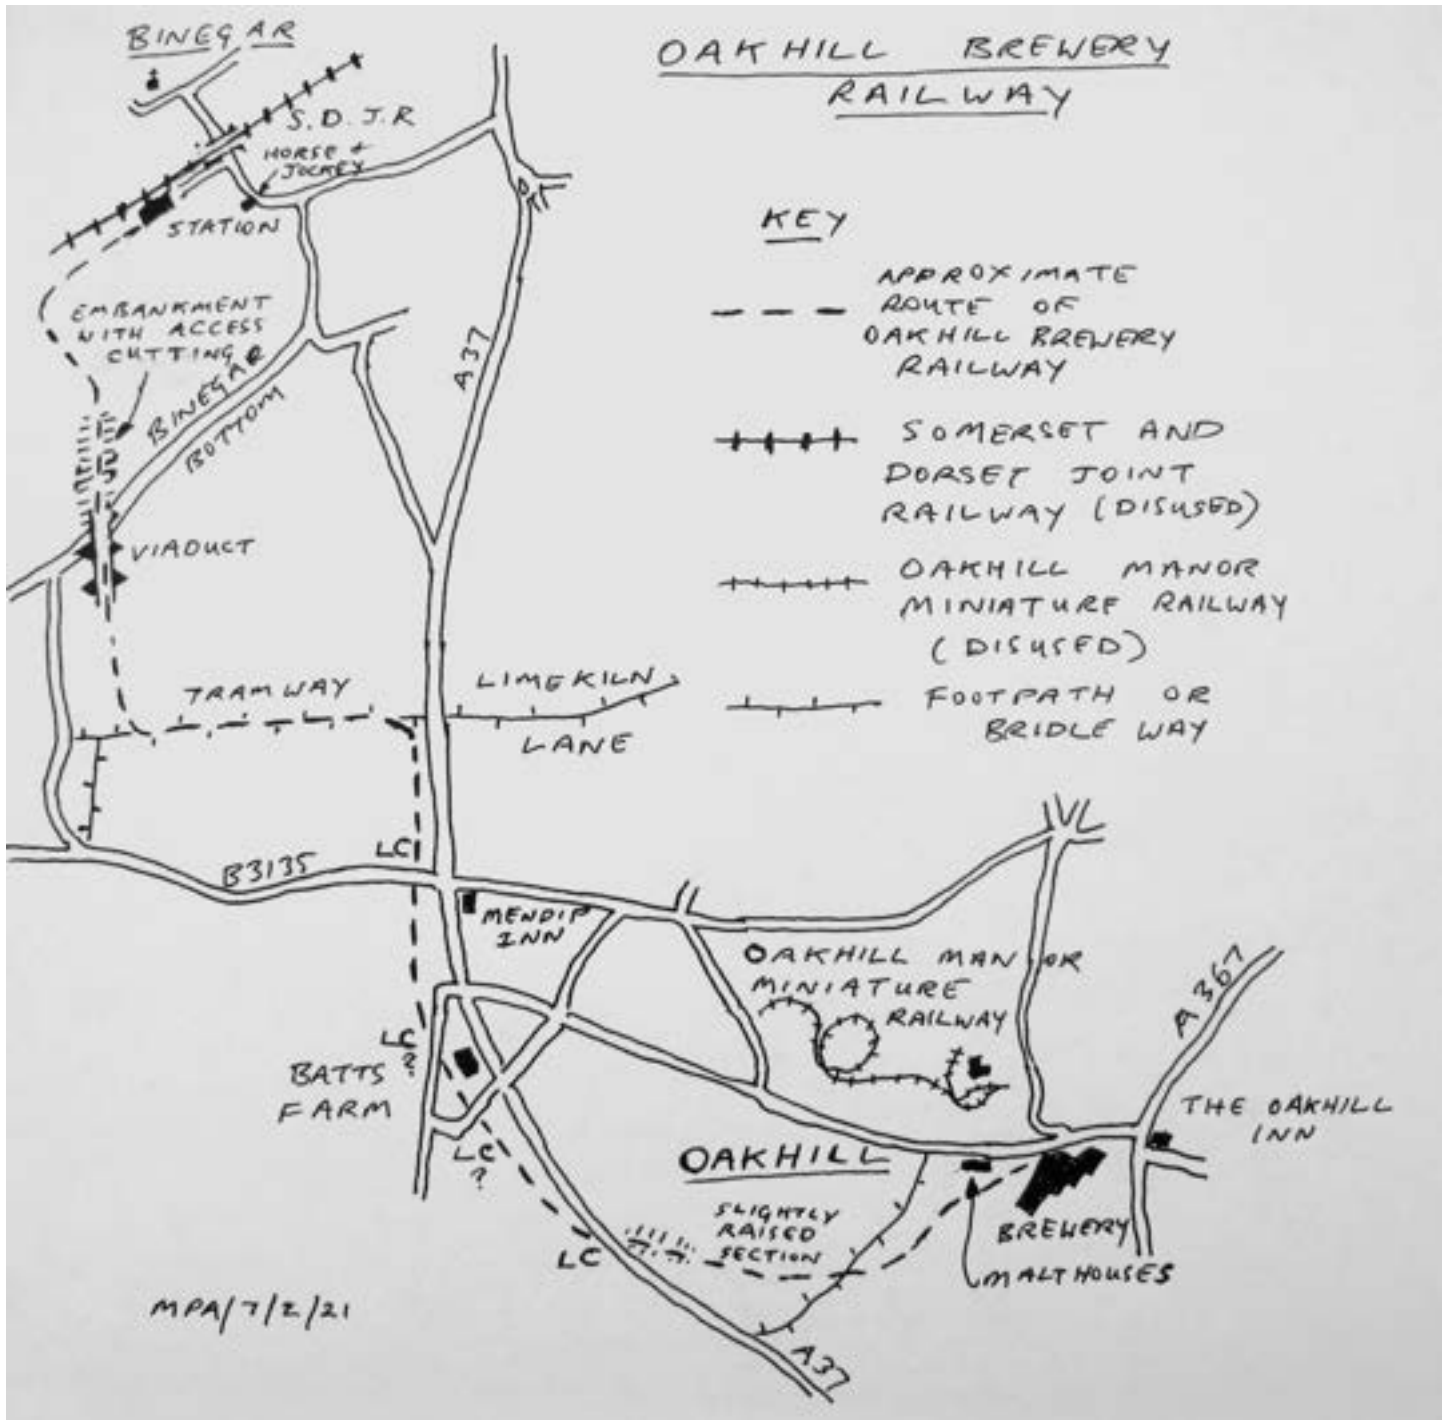 BINEGAR
OAKHILL BREWERY
RAILWAY
S.D.J.R
HORSE +
JOCKEY
STATION
KEY
APPROXIMATE
ROUTE OF
OAKHILL BREWERY
RAILWAY
EMBANKMENT
WITH ACCESS
CUTTING
BINEGAR
BOTTOM
A37
SOMERSET AND
DORSET JOINT
RAILWAY (DISUSED)
VIADUCT
OAKHILL MANOR
MINIATURE RAILWAY
(DISUSED)
TRAMWAY
LIMEKILN
LANE
FOOTPATH OR
BRIDLE WAY
LC
B3135
MENDIP
INN
OAKHILL MANOR
MINIATURE
RAILWAY
A367
LC
?
BATTS
FARM
THE OAKHILL
INN
LC
?
OAKHILL
SLIGHTLY
RAISED
SECTION
BREWERY
MALTHOUSES
LC
MPA/7/2/21
A37